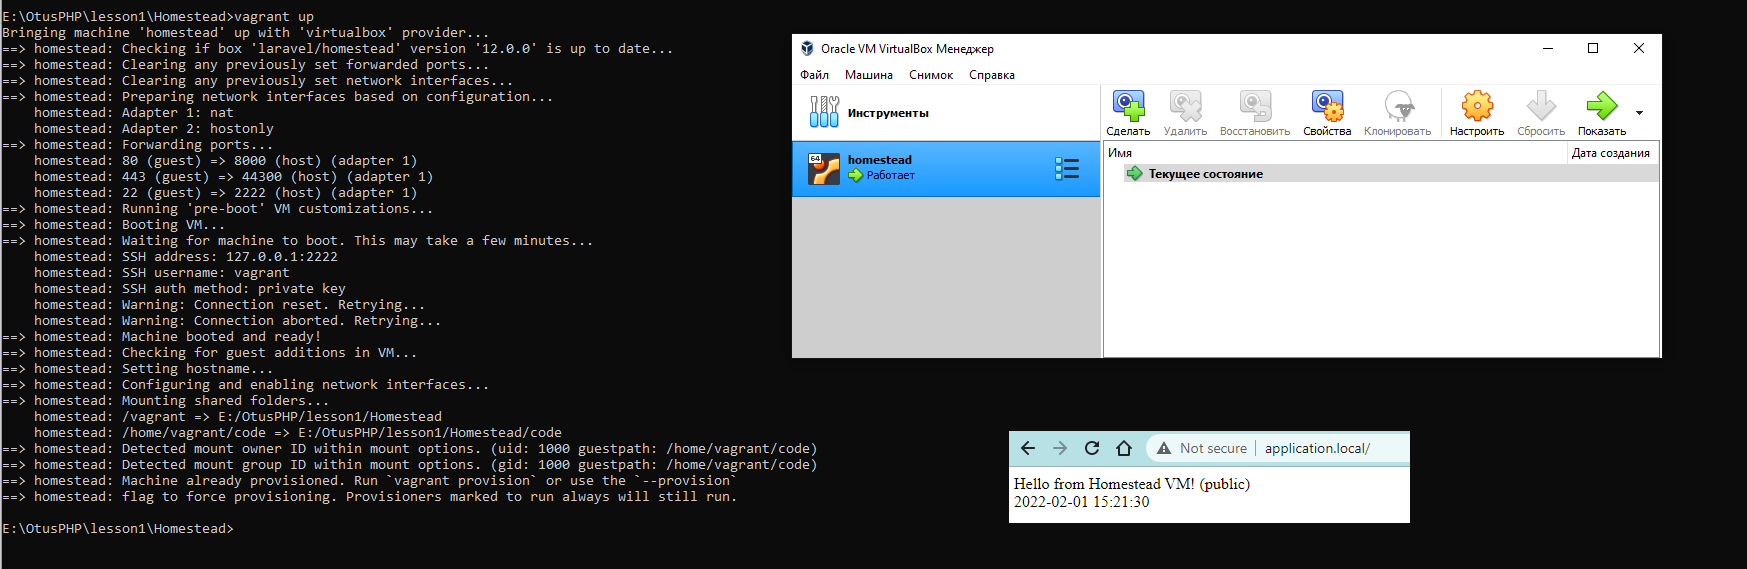 E:\OtusPHP\lesson1\Homestead>vagrant up
Bringing machine 'homestead' up with 'virtualbox' provider...
==> homestead: Checking if box 'laravel/homestead' version '12.0.0' is up to date...
==> homestead: Clearing any previously set forwarded ports...
==> homestead: Clearing any previously set network interfaces...
==> homestead: Preparing network interfaces based on configuration...
    homestead: Adapter 1: nat
    homestead: Adapter 2: hostonly
==> homestead: Forwarding ports...
    homestead: 80 (guest) => 8000 (host) (adapter 1)
    homestead: 443 (guest) => 44300 (host) (adapter 1)
    homestead: 22 (guest) => 2222 (host) (adapter 1)
==> homestead: Running 'pre-boot' VM customizations...
==> homestead: Booting VM...
==> homestead: Waiting for machine to boot. This may take a few minutes...
    homestead: SSH address: 127.0.0.1:2222
    homestead: SSH username: vagrant
    homestead: SSH auth method: private key
    homestead: Warning: Connection reset. Retrying...
    homestead: Warning: Connection aborted. Retrying...
==> homestead: Machine booted and ready!
==> homestead: Checking for guest additions in VM...
==> homestead: Setting hostname...
==> homestead: Configuring and enabling network interfaces...
==> homestead: Mounting shared folders...
    homestead: /vagrant => E:/OtusPHP/lesson1/Homestead
    homestead: /home/vagrant/code => E:/OtusPHP/lesson1/Homestead/code
==> homestead: Detected mount owner ID within mount options. (uid: 1000 guestpath: /home/vagrant/code)
==> homestead: Detected mount group ID within mount options. (gid: 1000 guestpath: /home/vagrant/code)
==> homestead: Machine already provisioned. Run `vagrant provision` or use the `--provision`
==> homestead: flag to force provisioning. Provisioners marked to run always will still run.
E:\OtusPHP\lesson1\Homestead>
Oracle VM VirtualBox Менеджер
Файл Машина Снимок Справка
Инструменты
64 homestead
Работает
Сделать Удалить Восстановить Свойства Клонировать Настроить Сбросить Показать
Имя Дата создания
Текущее состояние
Not secure application.local/
Hello from Homestead VM! (public)
2022-02-01 15:21:30